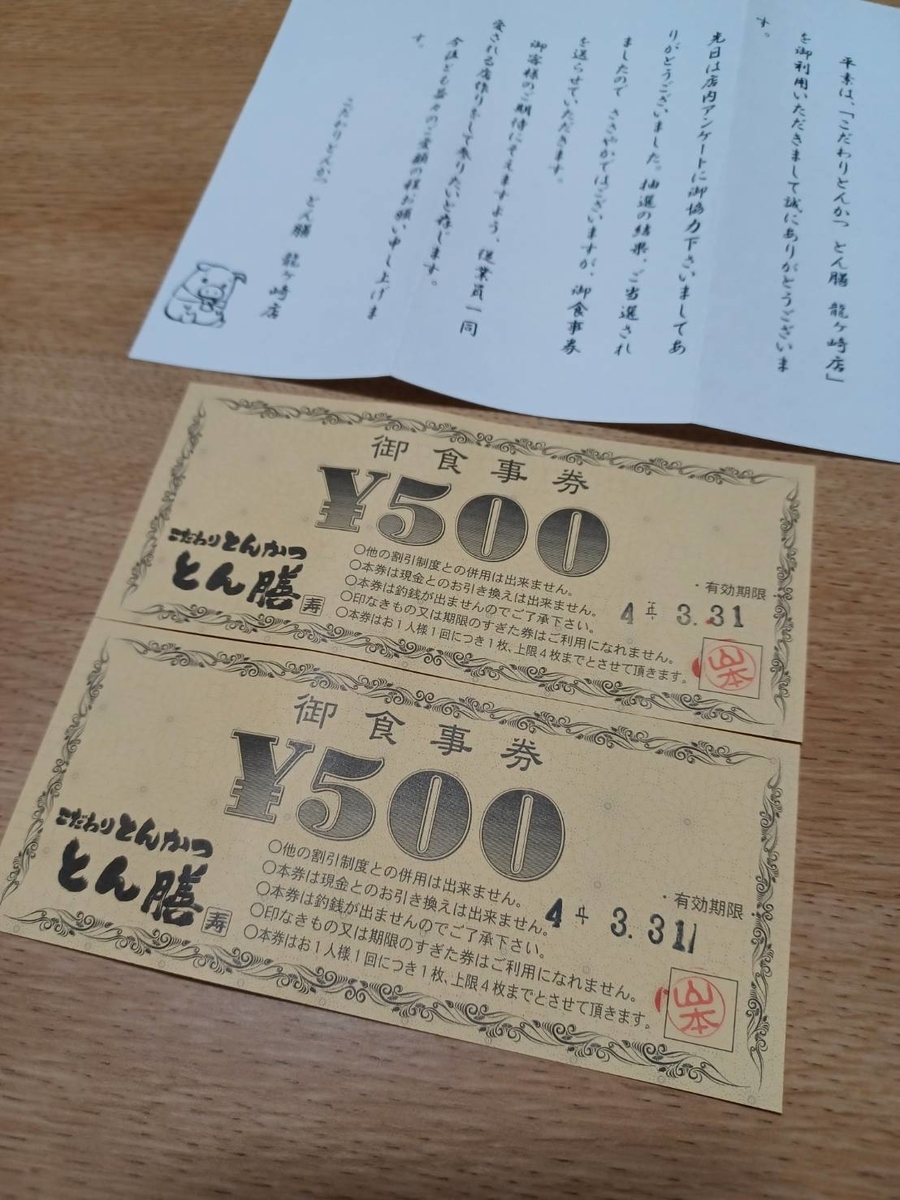 平素は、「こだわりとんかつ とん膳 龍ヶ崎店」
を御利用いただきまして誠にありがとうございま
す。
先日は店内アンケートに御協力下さいましてあ
りがとうございました。抽選の結果、ご当選され
ましたので ささやかではございますが、御食事券
を送らせていただきます。
御客様のご期待にそえますよう、従業員一同
愛される店作りをして参りたいと存じます。
今後とも益々のご愛顧の程お願い申し上げま
す。
こだわりとんかつ とん膳 龍ヶ崎店
御食事券
¥500
こだわりとんかつ
とん膳
寿
○他の割引制度との併用は出来ません。
○本券は現金とのお引き換えは出来ません。
○本券は釣銭が出ませんのでご了承下さい。
○印なきもの又は期限のすぎた券はご利用になれません。
○本券はお1人様1回につき1枚、上限4枚までとさせて頂きます。
・有効期限
4年 3.31
山本
御食事券
¥500
こだわりとんかつ
とん膳
寿
○他の割引制度との併用は出来ません。
○本券は現金とのお引き換えは出来ません。
○本券は釣銭が出ませんのでご了承下さい。
○印なきもの又は期限のすぎた券はご利用になれません。
○本券はお1人様1回につき1枚、上限4枚までとさせて頂きます。
・有効期限
4年 3.31
山本